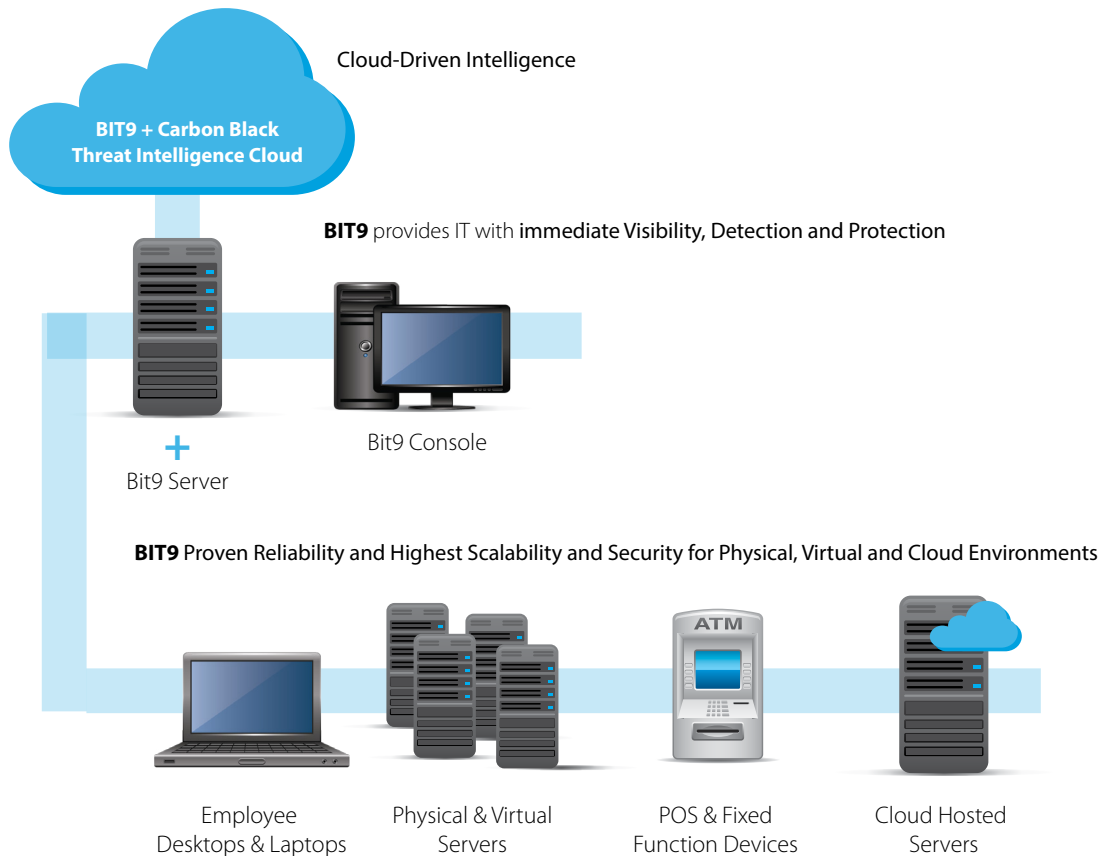 Cloud-Driven Intelligence
BIT9 + Carbon Black
Threat Intelligence Cloud
BIT9 provides IT with immediate Visibility, Detection and Protection
Bit9 Console
+
Bit9 Server
BIT9 Proven Reliability and Highest Scalability and Security for Physical, Virtual and Cloud Environments
ATM
Employee
Desktops & Laptops
Physical & Virtual
Servers
POS & Fixed
Function Devices
Cloud Hosted
Servers